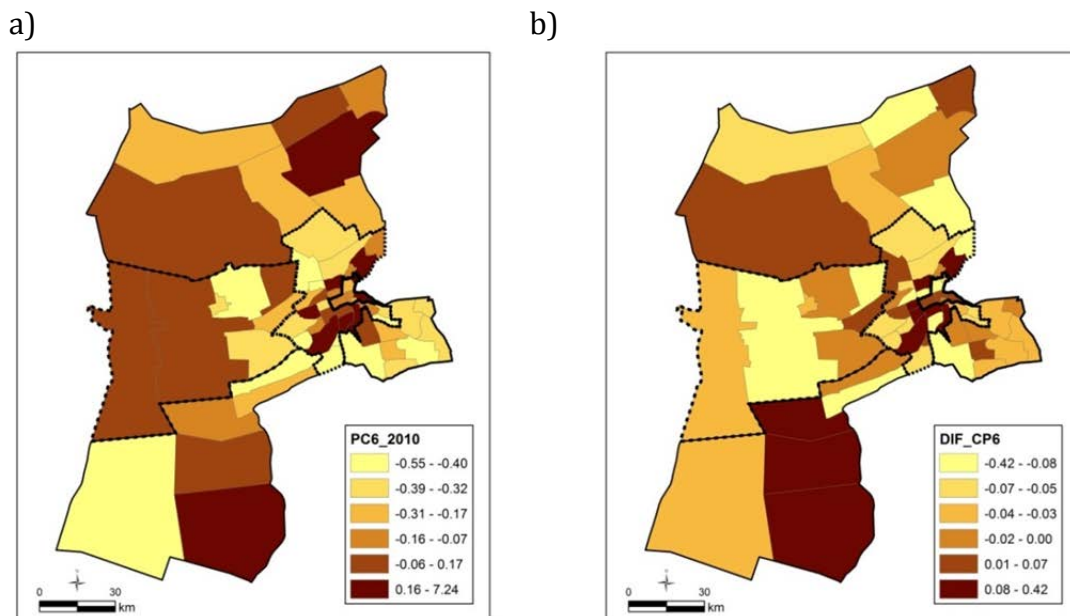 a)
b)
PC6_2010
-0.55 - -0.40
-0.39 - -0.32
-0.31 - -0.17
-0.16 - -0.07
-0.06 - 0.17
0.16 - 7.24
0 30
km
DIF_CP6
-0.42 - -0.08
-0.07 - -0.05
-0.04 - -0.03
-0.02 - 0.00
0.01 - 0.07
0.08 - 0.42
0 30
km